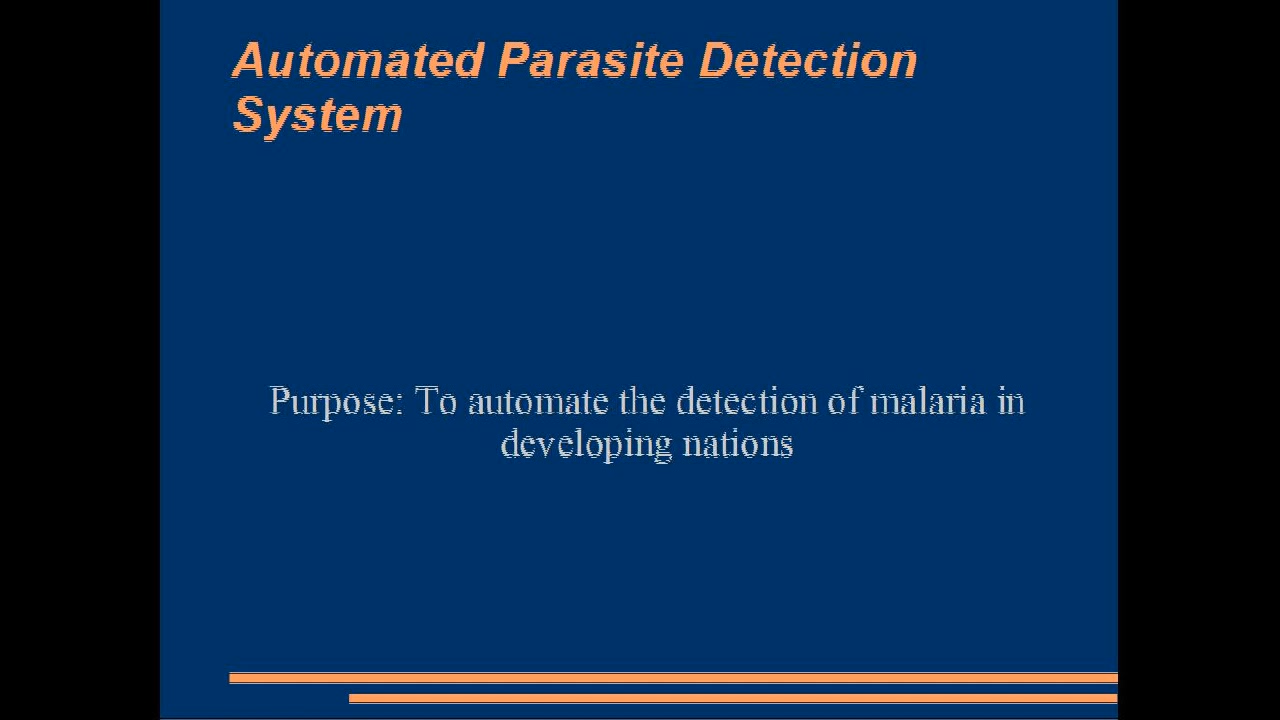 Automated Parasite Detection
System
Purpose: To automate the detection of malaria in
developing nations